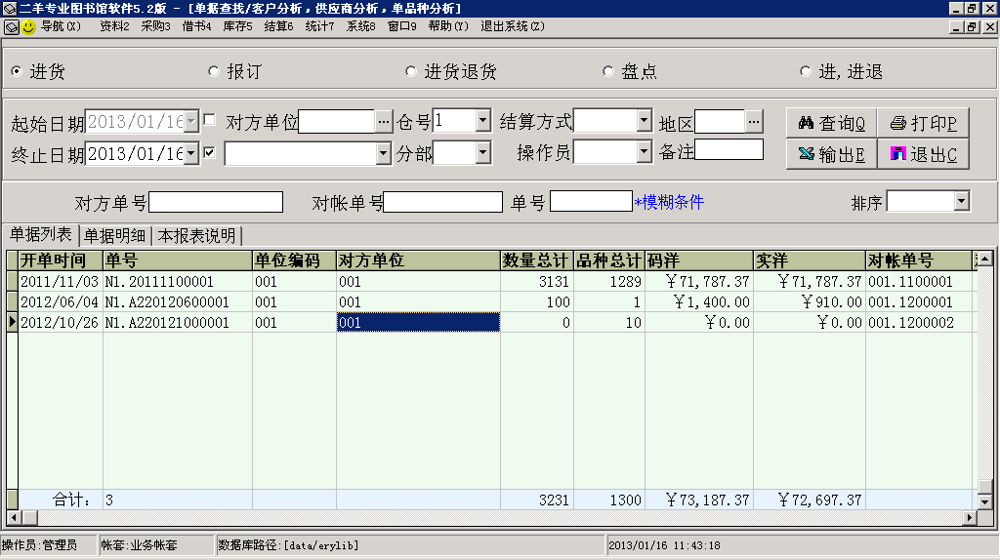 二羊专业图书馆软件5.2版 - [单据查找/客户分析，供应商分析，单品种分析]
导航(X) 资料2 采购3 借书4 库存5 结算6 统计7 系统8 窗口9 帮助(Y) 退出系统(Z)
进货 报订 进货退货 盘点 进,进退
起始日期 2013/01/16 对方单位 ... 仓号 1 结算方式 地区 ... 查询Q 打印P
终止日期 2013/01/16 分部 操作员 备注 输出E 退出C
对方单号 对帐单号 单号 *模糊条件 排序
单据列表 单据明细 本报表说明
开单时间 单号 单位编码 对方单位 数量总计 品种总计 码洋 实洋 对帐单号
2011/11/03 N1.20111100001 001 001 3131 1289 ￥71,787.37 ￥71,787.37 001.1100001
2012/06/04 N1.A220120600001 001 001 100 1 ￥1,400.00 ￥910.00 001.1200001
2012/10/26 N1.A220121000001 001 001 0 10 ￥0.00 ￥0.00 001.1200002
合计: 3 3231 1300 ￥73,187.37 ￥72,697.37
操作员:管理员 帐套:业务帐套 数据库路径:[data/erylib] 2013/01/16 11:43:18